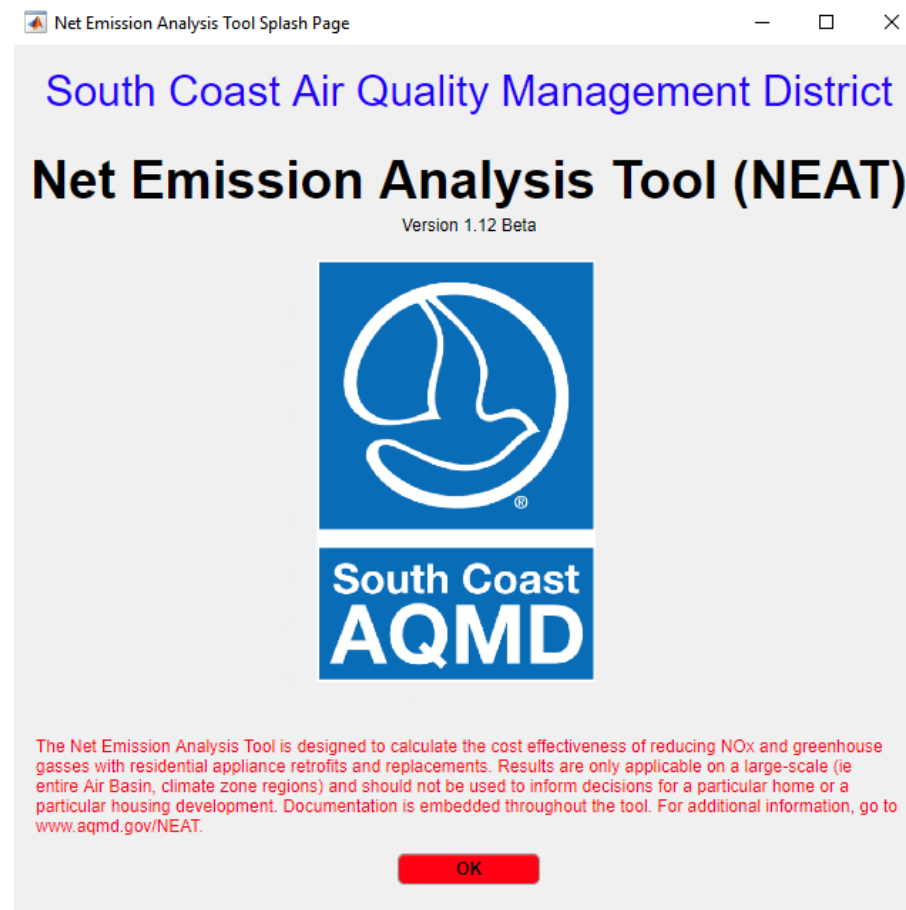 Net Emission Analysis Tool Splash Page
South Coast Air Quality Management District
Net Emission Analysis Tool (NEAT)
Version 1.12 Beta
®
South Coast
AQMD
The Net Emission Analysis Tool is designed to calculate the cost effectiveness of reducing NOx and greenhouse
gasses with residential appliance retrofits and replacements. Results are only applicable on a large-scale (ie
entire Air Basin, climate zone regions) and should not be used to inform decisions for a particular home or a
particular housing development. Documentation is embedded throughout the tool. For additional information, go to
www.aqmd.gov/NEAT.
OK